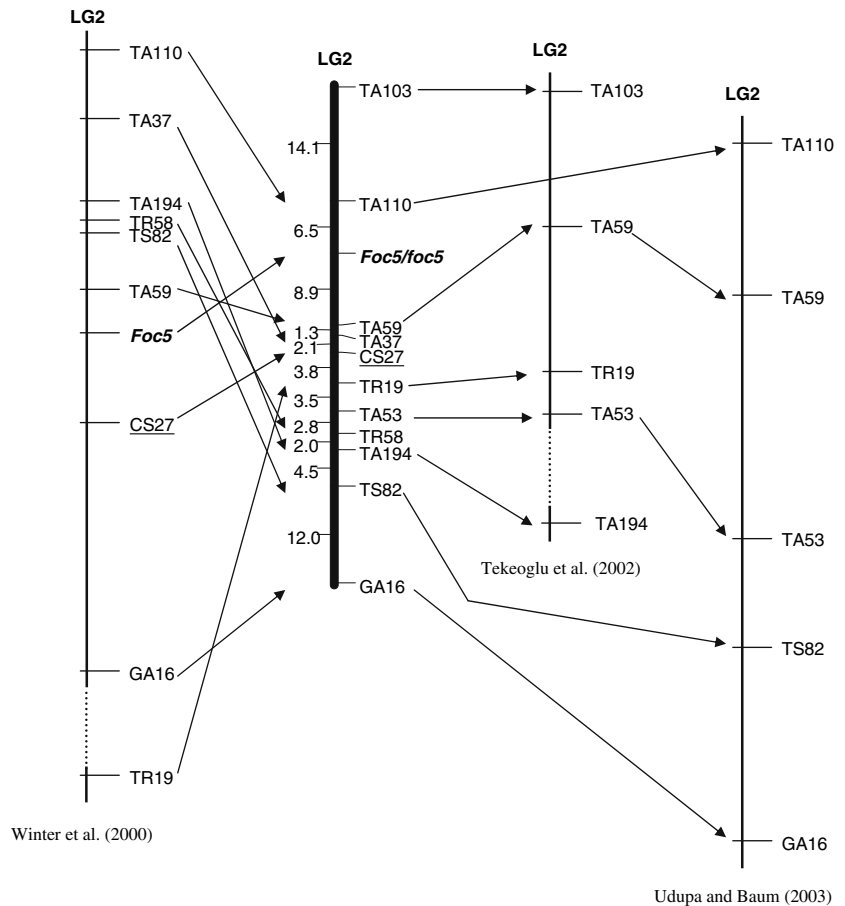 LG2
TA110
TA37
TA194
TR58
TS82
TA59
Foc5
CS27
GA16
TR19
Winter et al. (2000)
LG2
14.1
6.5
8.9
1.3
2.1
3.8
3.5
2.8
2.0
4.5
12.0
TA103
TA110
Foc5/foc5
TA59
TA37
CS27
TR19
TA53
TR58
TA194
TS82
GA16
LG2
TA103
TA59
TR19
TA53
TA194
Tekeoglu et al. (2002)
LG2
TA110
TA59
TA53
TS82
GA16
Udupa and Baum (2003)